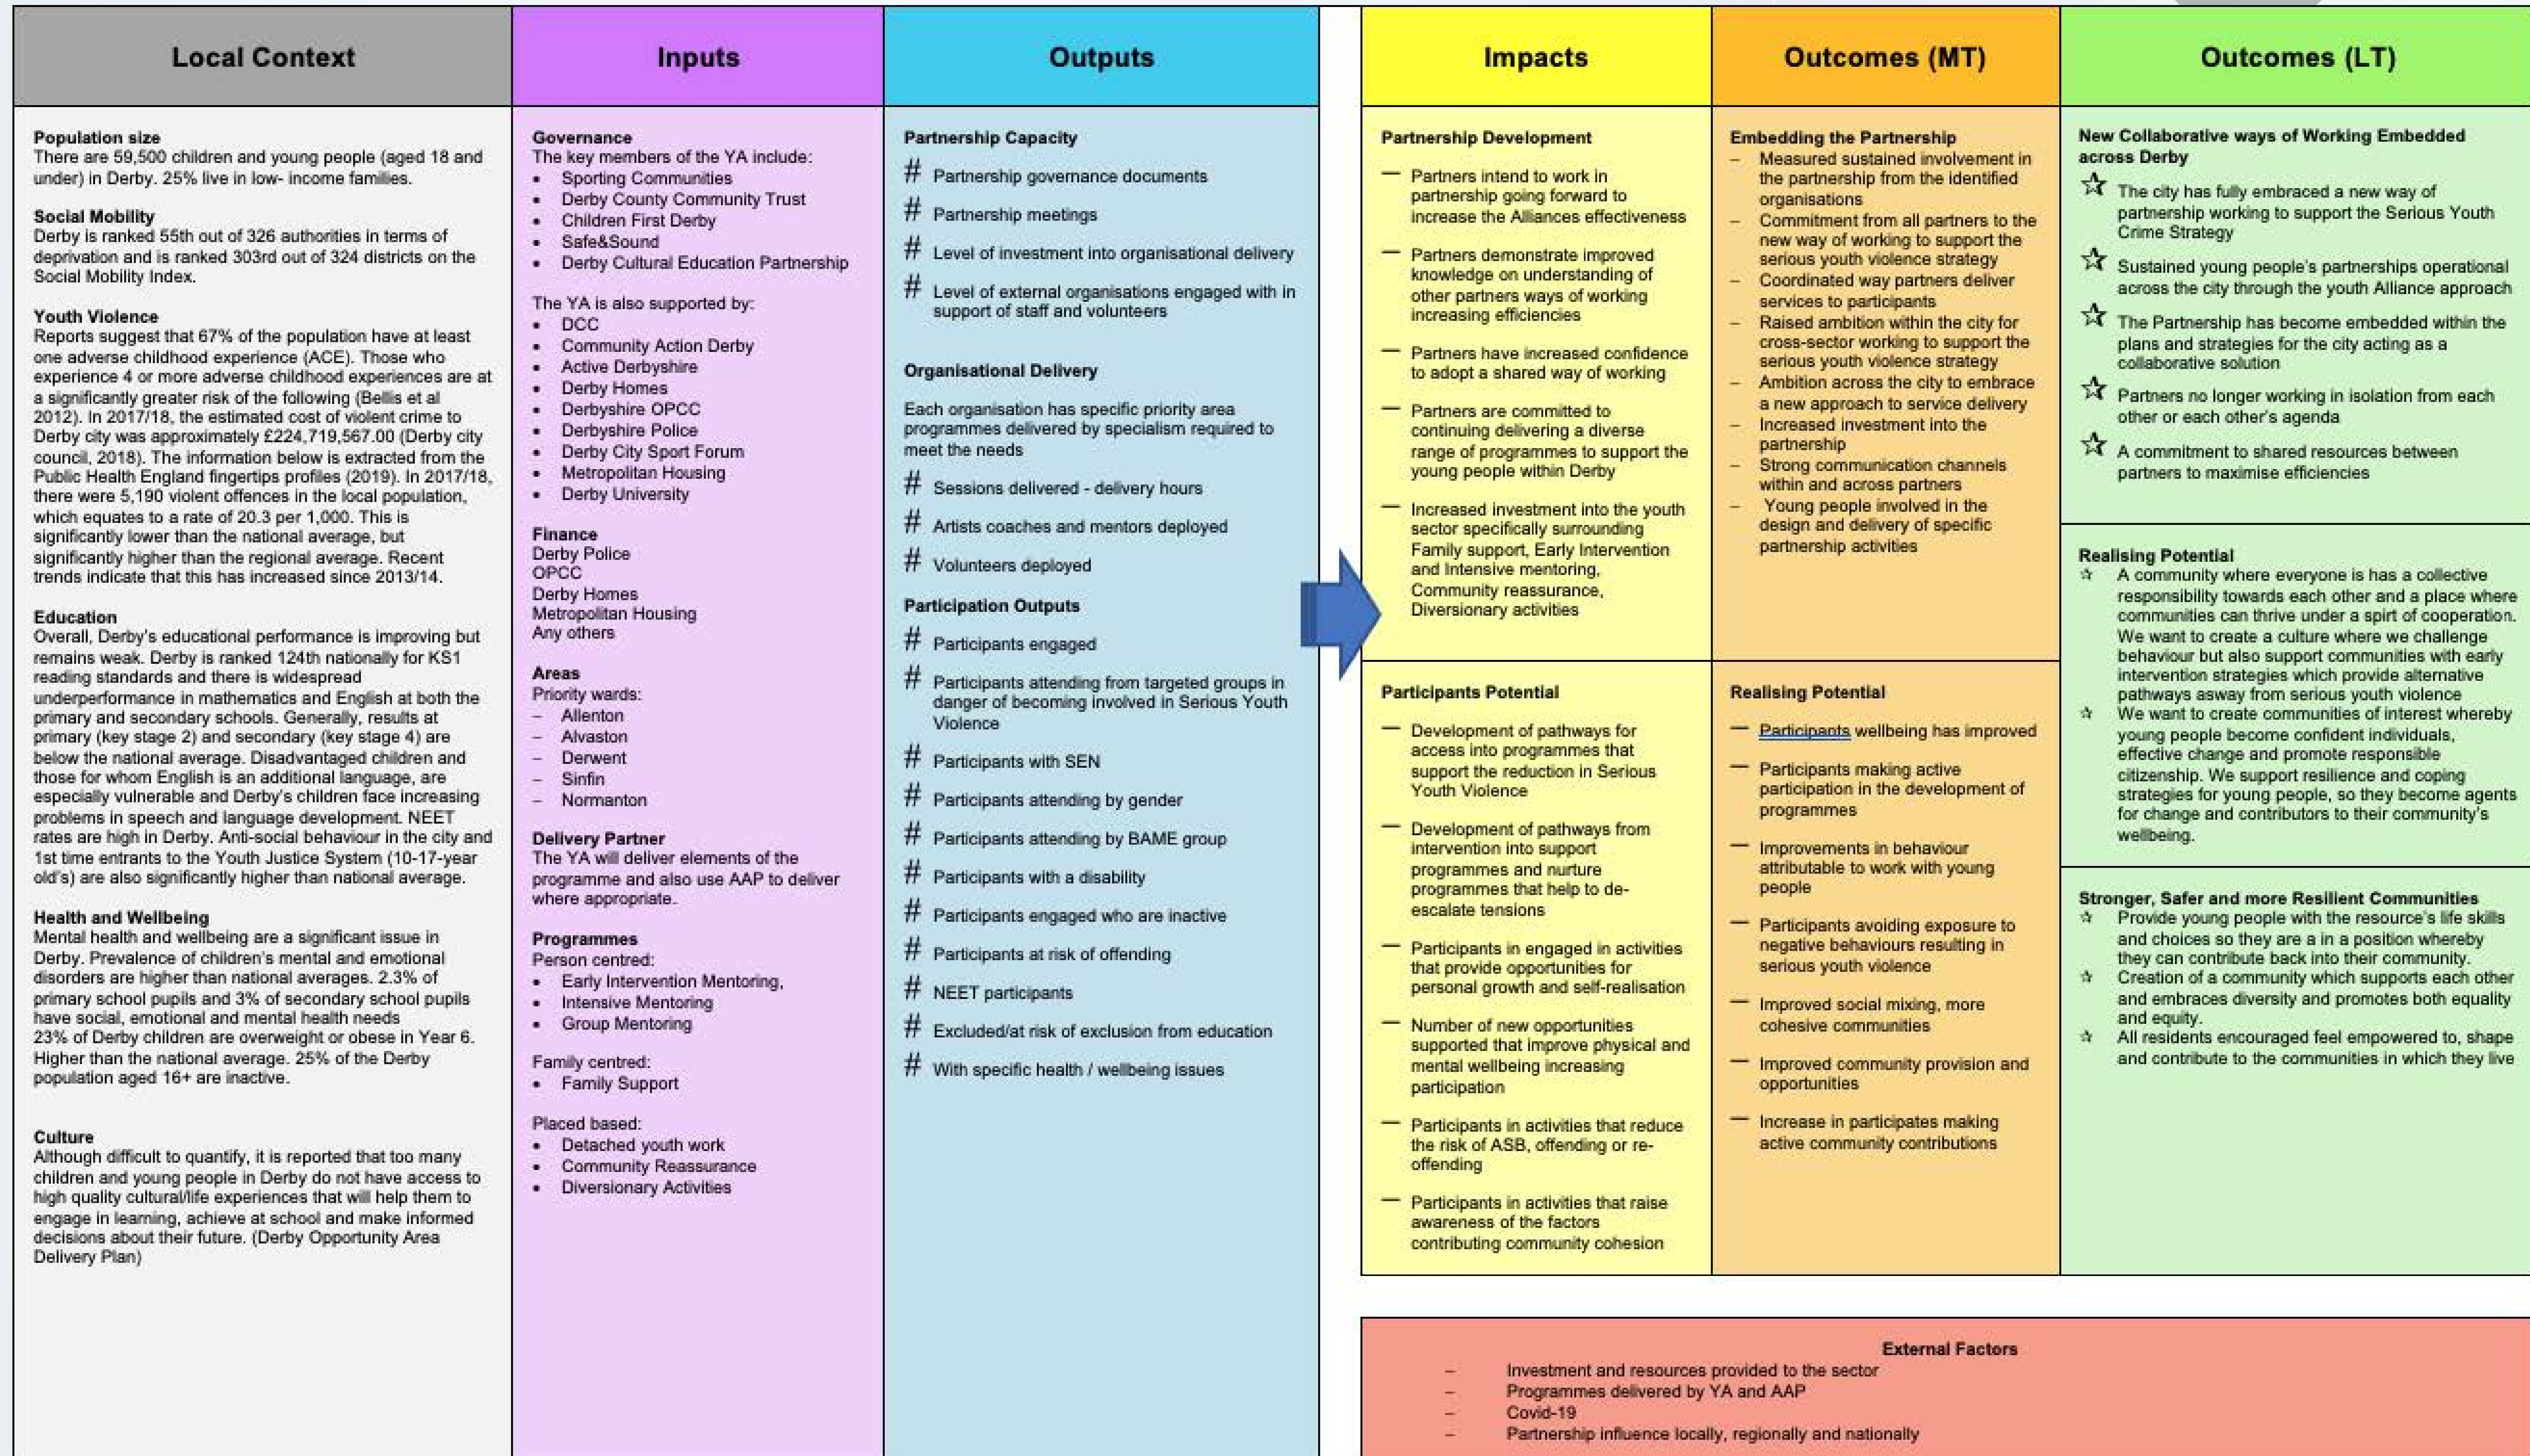 Local Context
Population size
There are 59,500 children and young people (aged 18 and
under) in Derby. 25% live in low- income families.
Social Mobility
Derby is ranked 55th out of 326 authorities in terms of
deprivation and is ranked 303rd out of 324 districts on the
Social Mobility Index.
Youth Violence
Reports suggest that 67% of the population have at least
one adverse childhood experience (ACE). Those who
experience 4 or more adverse childhood experiences are at
a significantly greater risk of the following (Bellis et al
2012). In 2017/18, the estimated cost of violent crime to
Derby city was approximately £224,719,567.00 (Derby city
council, 2018). The information below is extracted from the
Public Health England fingertips profiles (2019). In 2017/18,
there were 5,190 violent offences in the local population,
which equates to a rate of 20.3 per 1,000. This is
significantly lower than the national average, but
significantly higher than the regional average. Recent
trends indicate that this has increased since 2013/14.
Education
Overall, Derby's educational performance is improving but
remains weak. Derby is ranked 124th nationally for KS1
reading standards and there is widespread
underperformance in mathematics and English at both the
primary and secondary schools. Generally, results at
primary (key stage 2) and secondary (key stage 4) are
below the national average. Disadvantaged children and
those for whom English is an additional language, are
especially vulnerable and Derby's children face increasing
problems in speech and language development. NEET
rates are high in Derby. Anti-social behaviour in the city and
1st time entrants to the Youth Justice System (10-17-year
old's) are also significantly higher than national average.
Health and Wellbeing
Mental health and wellbeing are a significant issue in
Derby. Prevalence of children's mental and emotional
disorders are higher than national averages. 2.3% of
primary school pupils and 3% of secondary school pupils
have social, emotional and mental health needs
23% of Derby children are overweight or obese in Year 6.
Higher than the national average. 25% of the Derby
population aged 16+ are inactive.
Culture
Although difficult to quantify, it is reported that too many
children and young people in Derby do not have access to
high quality cultural/life experiences that will help them to
engage in learning, achieve at school and make informed
decisions about their future. (Derby Opportunity Area
Delivery Plan)
Inputs
Governance
The key members of the YA include:
• Sporting Communities
• Derby County Community Trust
• Children First Derby
• Safe&Sound
• Derby Cultural Education Partnership
The YA is also supported by:
• DCC
• Community Action Derby
• Active Derbyshire
• Derby Homes
• Derbyshire OPCC
• Derbyshire Police
• Derby City Sport Forum
• Metropolitan Housing
• Derby University
Finance
Derby Police
OPCC
Derby Homes
Metropolitan Housing
Any others
Areas
Priority wards:
– Allenton
– Alvaston
– Derwent
– Sinfin
– Normanton
Delivery Partner
The YA will deliver elements of the
programme and also use AAP to deliver
where appropriate.
Programmes
Person centred:
• Early Intervention Mentoring,
• Intensive Mentoring
• Group Mentoring
Family centred:
• Family Support
Placed based:
• Detached youth work
• Community Reassurance
• Diversionary Activities
Outputs
Partnership Capacity
# Partnership governance documents
# Partnership meetings
# Level of investment into organisational delivery
# Level of external organisations engaged with in
support of staff and volunteers
Organisational Delivery
Each organisation has specific priority area
programmes delivered by specialism required to
meet the needs
# Sessions delivered - delivery hours
# Artists coaches and mentors deployed
# Volunteers deployed
Participation Outputs
# Participants engaged
# Participants attending from targeted groups in
danger of becoming involved in Serious Youth
Violence
# Participants with SEN
# Participants attending by gender
# Participants attending by BAME group
# Participants with a disability
# Participants engaged who are inactive
# Participants at risk of offending
# NEET participants
# Excluded/at risk of exclusion from education
# With specific health / wellbeing issues
Impacts
Partnership Development
— Partners intend to work in
partnership going forward to
increase the Alliances effectiveness
— Partners demonstrate improved
knowledge on understanding of
other partners ways of working
increasing efficiencies
— Partners have increased confidence
to adopt a shared way of working
— Partners are committed to
continuing delivering a diverse
range of programmes to support the
young people within Derby
— Increased investment into the youth
sector specifically surrounding
Family support, Early Intervention
and Intensive mentoring,
Community reassurance,
Diversionary activities
Participants Potential
— Development of pathways for
access into programmes that
support the reduction in Serious
Youth Violence
— Development of pathways from
intervention into support
programmes and nurture
programmes that help to de-
escalate tensions
— Participants in engaged in activities
that provide opportunities for
personal growth and self-realisation
— Number of new opportunities
supported that improve physical and
mental wellbeing increasing
participation
— Participants in activities that reduce
the risk of ASB, offending or re-
offending
— Participants in activities that raise
awareness of the factors
contributing community cohesion
Outcomes (MT)
Embedding the Partnership
– Measured sustained involvement in
the partnership from the identified
organisations
– Commitment from all partners to the
new way of working to support the
serious youth violence strategy
– Coordinated way partners deliver
services to participants
– Raised ambition within the city for
cross-sector working to support the
serious youth violence strategy
– Ambition across the city to embrace
a new approach to service delivery
– Increased investment into the
partnership
– Strong communication channels
within and across partners
– Young people involved in the
design and delivery of specific
partnership activities
Realising Potential
— Participants wellbeing has improved
— Participants making active
participation in the development of
programmes
— Improvements in behaviour
attributable to work with young
people
— Participants avoiding exposure to
negative behaviours resulting in
serious youth violence
— Improved social mixing, more
cohesive communities
— Improved community provision and
opportunities
— Increase in participates making
active community contributions
Outcomes (LT)
New Collaborative ways of Working Embedded
across Derby
☆ The city has fully embraced a new way of
partnership working to support the Serious Youth
Crime Strategy
☆ Sustained young people's partnerships operational
across the city through the youth Alliance approach
☆ The Partnership has become embedded within the
plans and strategies for the city acting as a
collaborative solution
☆ Partners no longer working in isolation from each
other or each other's agenda
☆ A commitment to shared resources between
partners to maximise efficiencies
Realising Potential
☆ A community where everyone is has a collective
responsibility towards each other and a place where
communities can thrive under a spirt of cooperation.
We want to create a culture where we challenge
behaviour but also support communities with early
intervention strategies which provide alternative
pathways asway from serious youth violence
☆ We want to create communities of interest whereby
young people become confident individuals,
effective change and promote responsible
citizenship. We support resilience and coping
strategies for young people, so they become agents
for change and contributors to their community's
wellbeing.
Stronger, Safer and more Resilient Communities
☆ Provide young people with the resource's life skills
and choices so they are a in a position whereby
they can contribute back into their community.
☆ Creation of a community which supports each other
and embraces diversity and promotes both equality
and equity.
☆ All residents encouraged feel empowered to, shape
and contribute to the communities in which they live
External Factors
– Investment and resources provided to the sector
– Programmes delivered by YA and AAP
– Covid-19
– Partnership influence locally, regionally and nationally